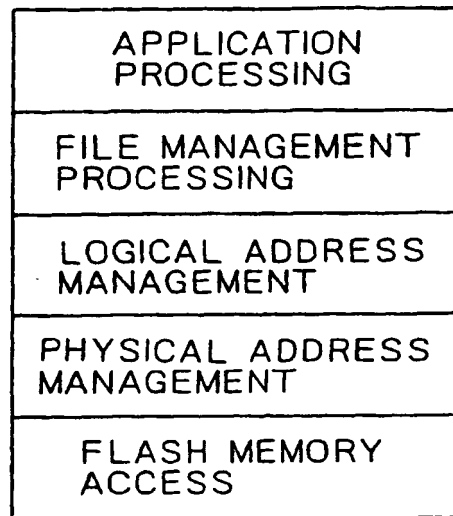 APPLICATION
PROCESSING
FILE MANAGEMENT
PROCESSING
LOGICAL ADDRESS
MANAGEMENT
PHYSICAL ADDRESS
MANAGEMENT
FLASH MEMORY
ACCESS